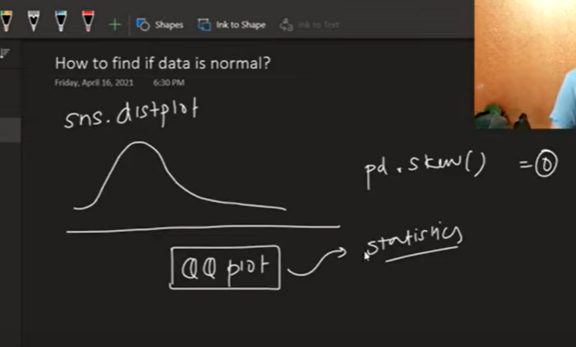 Shapes Ink to Shape Ink to Text
How to find if data is normal?
Friday, April 16, 2021 6:30 PM
sns.distplot
pd.skew() = 0
QQ plot
statistics